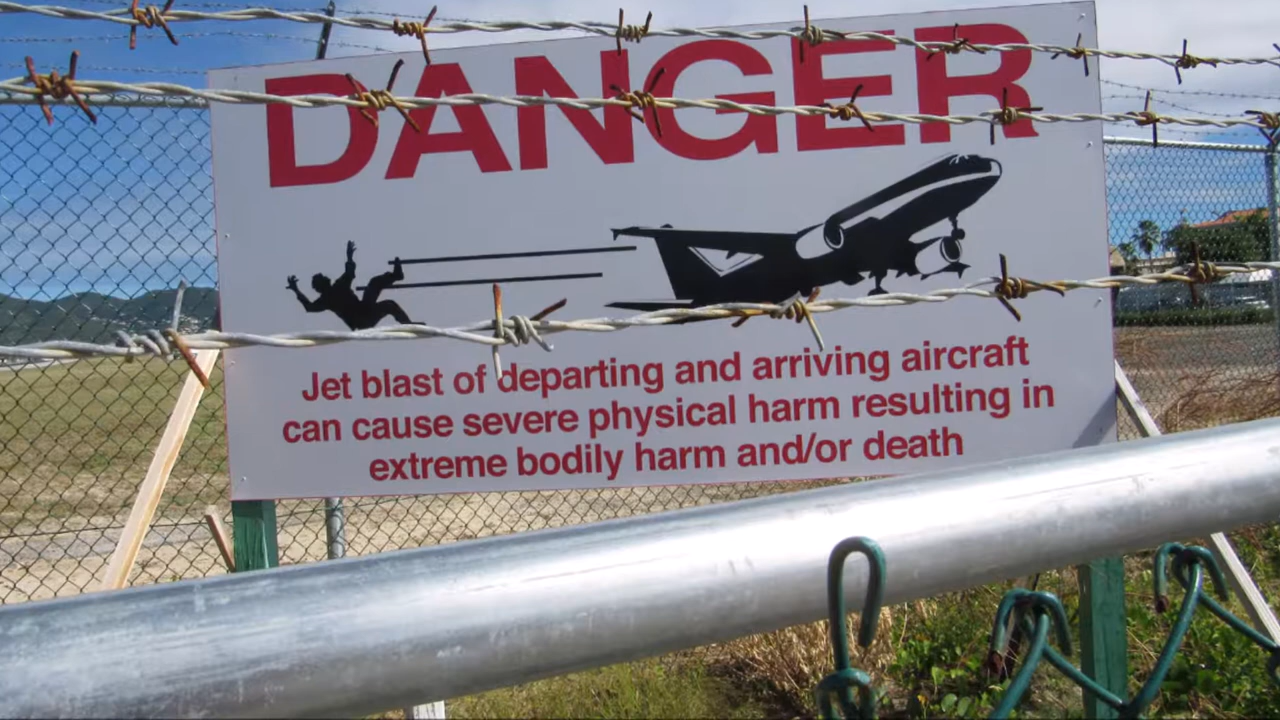 DANGER
Jet blast of departing and arriving aircraft
can cause severe physical harm resulting in
extreme bodily harm and/or death